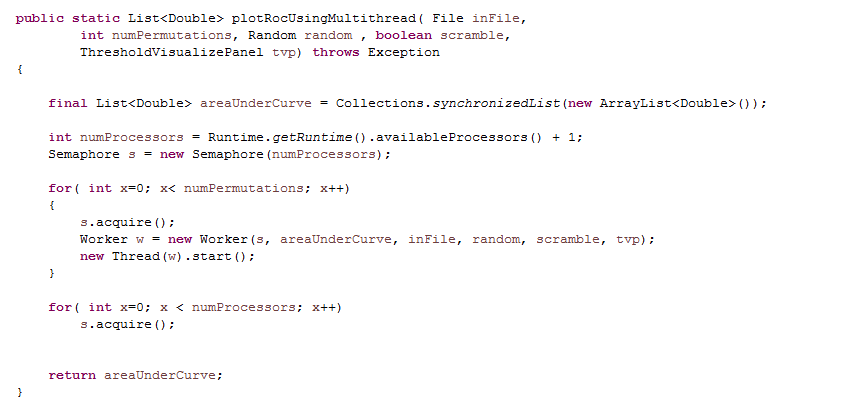 public static List<Double> plotRocUsingMultithread( File inFile,
int numPermutations, Random random , boolean scramble,
ThresholdVisualizePanel tvp) throws Exception
{
final List<Double> areaUnderCurve = Collections.synchronizedList(new ArrayList<Double>());
int numProcessors = Runtime.getRuntime().availableProcessors() + 1;
Semaphore s = new Semaphore(numProcessors);
for( int x=0; x< numPermutations; x++)
{
s.acquire();
Worker w = new Worker(s, areaUnderCurve, inFile, random, scramble, tvp);
new Thread(w).start();
}
for( int x=0; x < numProcessors; x++)
s.acquire();
return areaUnderCurve;
}